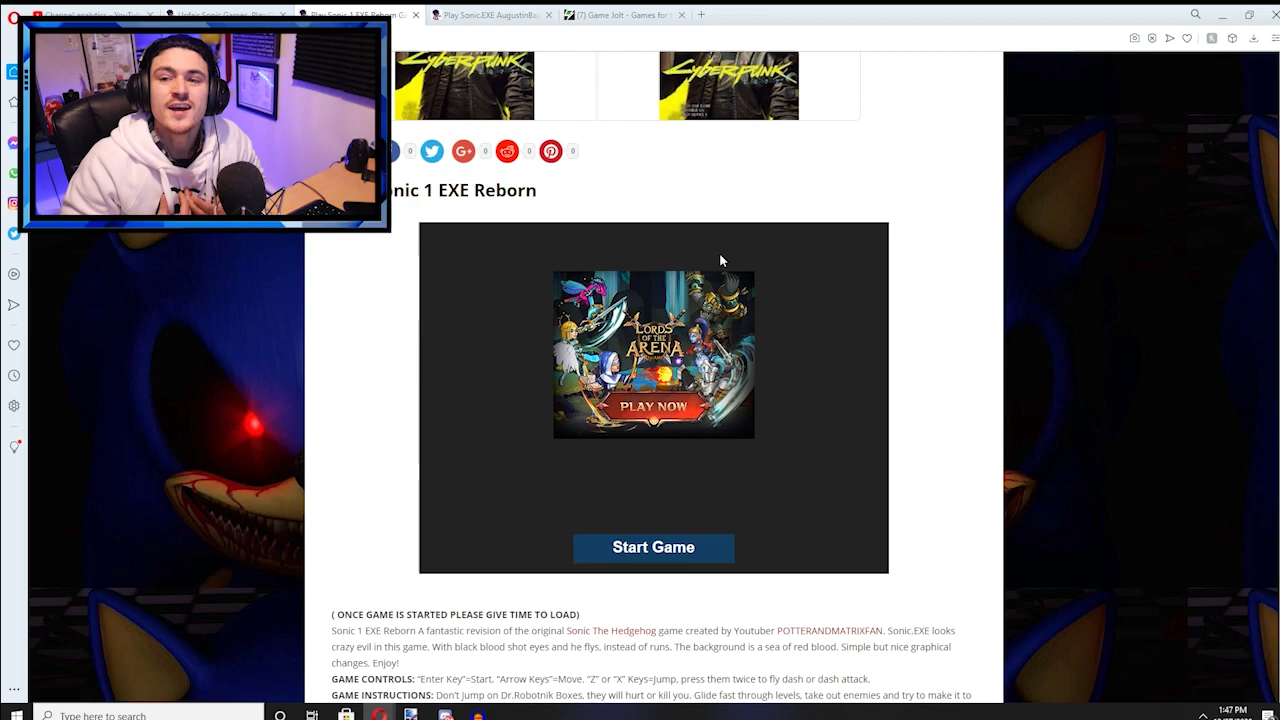 Channel analytics - YouTu
Unfair Sonic Games, Play
Play Sonic 1 EXE Reborn G
Play Sonic.EXE AugustinBa
(7) Game Jolt - Games for
CYBERPUNK
CYBERPUNK
0
0
0
0
nic 1 EXE Reborn
LORDS
OF THE
ARENA
PLAY NOW
Start Game
( ONCE GAME IS STARTED PLEASE GIVE TIME TO LOAD)
Sonic 1 EXE Reborn A fantastic revision of the original Sonic The Hedgehog game created by Youtuber POTTERANDMATRIXFAN. Sonic.EXE looks
crazy evil in this game. With black blood shot eyes and he flys, instead of runs. The background is a sea of red blood. Simple but nice graphical
changes. Enjoy!
GAME CONTROLS: "Enter Key"=Start. "Arrow Keys"=Move. "Z" or "X" Keys=Jump, press them twice to fly dash or dash attack.
GAME INSTRUCTIONS: Don't Jump on Dr.Robotnik Boxes, they will hurt or kill you. Glide fast through levels, take out enemies and try to make it to
Type here to search
1:47 PM